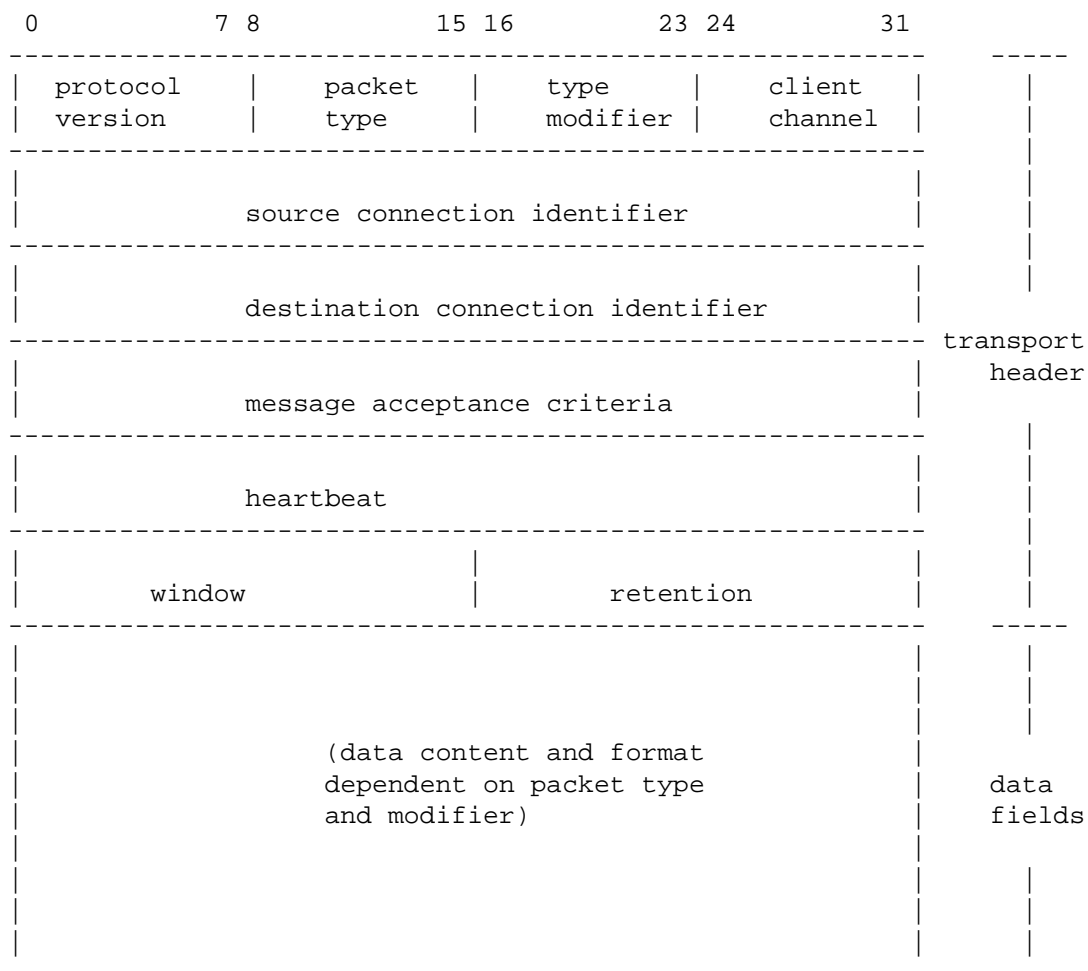 0 7 8 15 16 23 24 31
protocol | packet | type | client
version | type | modifier | channel
source connection identifier
destination connection identifier
transport
header
message acceptance criteria
heartbeat
window | retention
(data content and format
dependent on packet type data
and modifier) fields